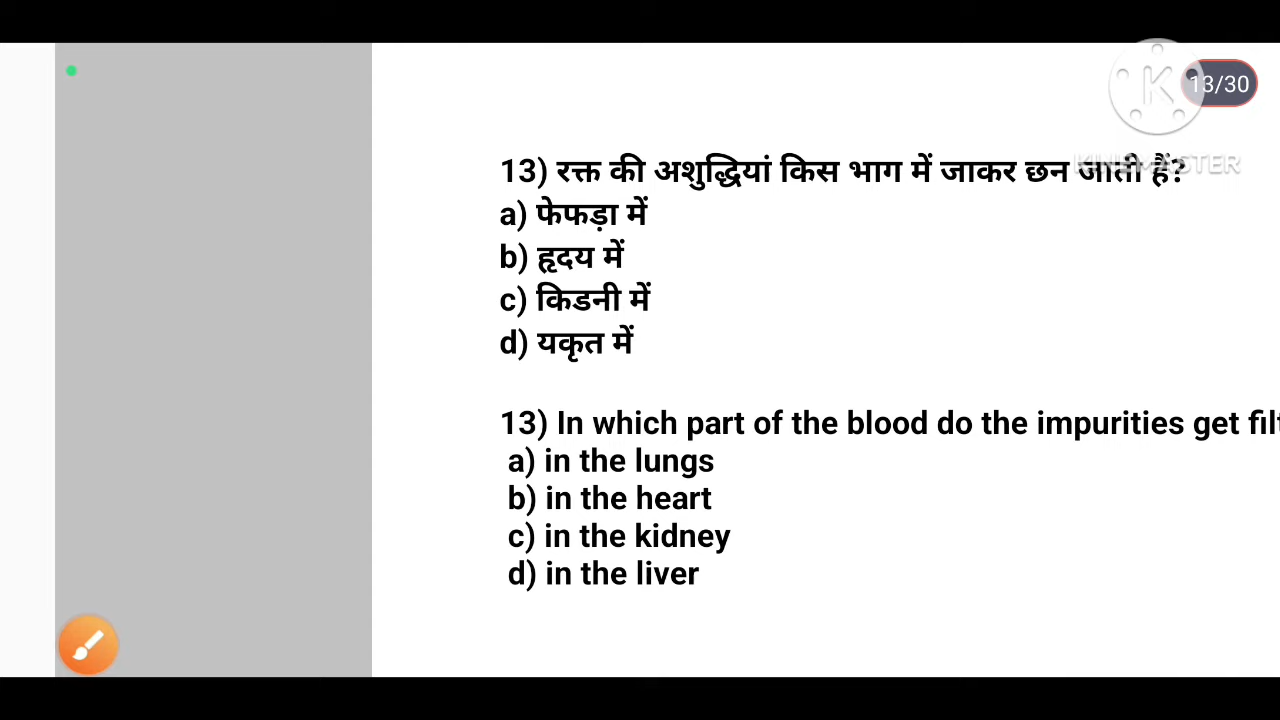 13/30
KINEMASTER
13) रक्त की अशुद्धियां किस भाग में जाकर छन जाती हैं?
a) फेफड़ा में
b) हृदय में
c) किडनी में
d) यकृत में
13) In which part of the blood do the impurities get filt
a) in the lungs
b) in the heart
c) in the kidney
d) in the liver